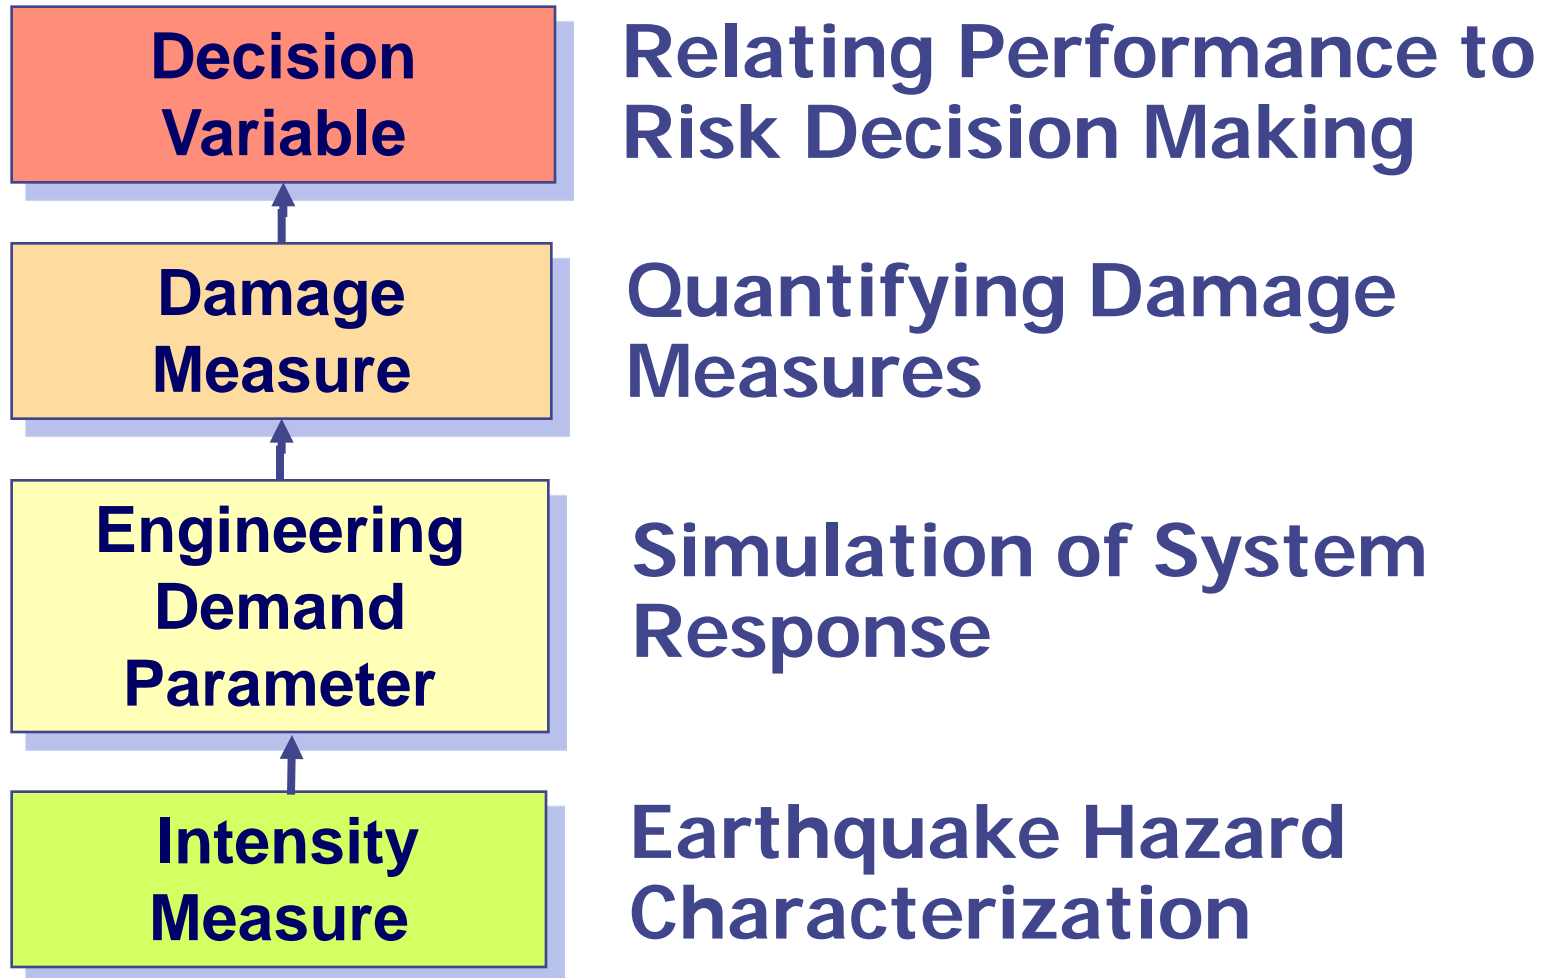 Decision
Variable
Relating Performance to
Risk Decision Making
Damage
Measure
Quantifying Damage
Measures
Engineering
Demand
Parameter
Simulation of System
Response
Intensity
Measure
Earthquake Hazard
Characterization